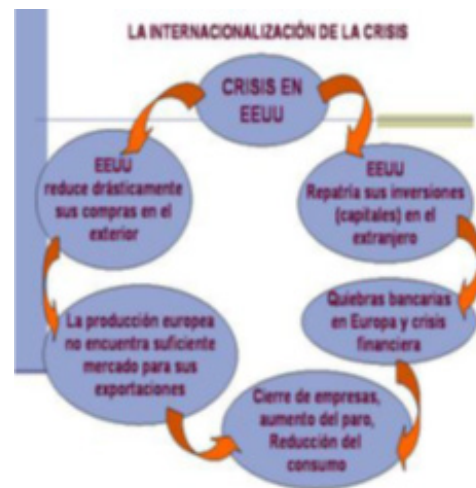 LA INTERNACIONALIZACIÓN DE LA CRISIS
CRISIS EN
EEUU
EEUU
reduce drásticamente
sus compras en el
exterior
EEUU
Repatría sus inversiones
(capitales) en el
extranjero
La producción europea
no encuentra suficiente
mercado para sus
exportaciones
Quiebras bancarias
en Europa y crisis
financiera
Cierre de empresas,
aumento del paro,
Reducción del
consumo